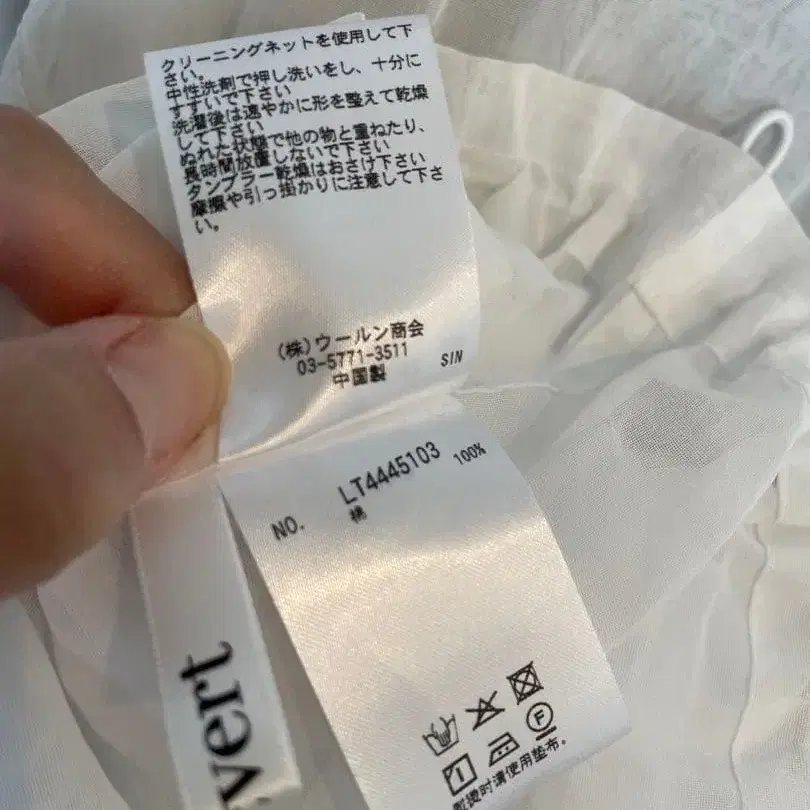 クリーニングネットを使用して下
さい。
中性洗剤で押し洗いをし、十分に
すすいで下さい
洗濯後は速やかに形を整えて乾燥
して下さい
ぬれた状態で他の物と重ねたり、
長時間放置しないで下さい
タンブラー乾燥はおさけ下さい
摩擦や引っ掛かりに注意して下さ
い。
(株)ウールン商会
03-5771-3511
中国製
SIN
NO. LT4445103
綿 100%
F
熨烫时请使用垫布。
vert